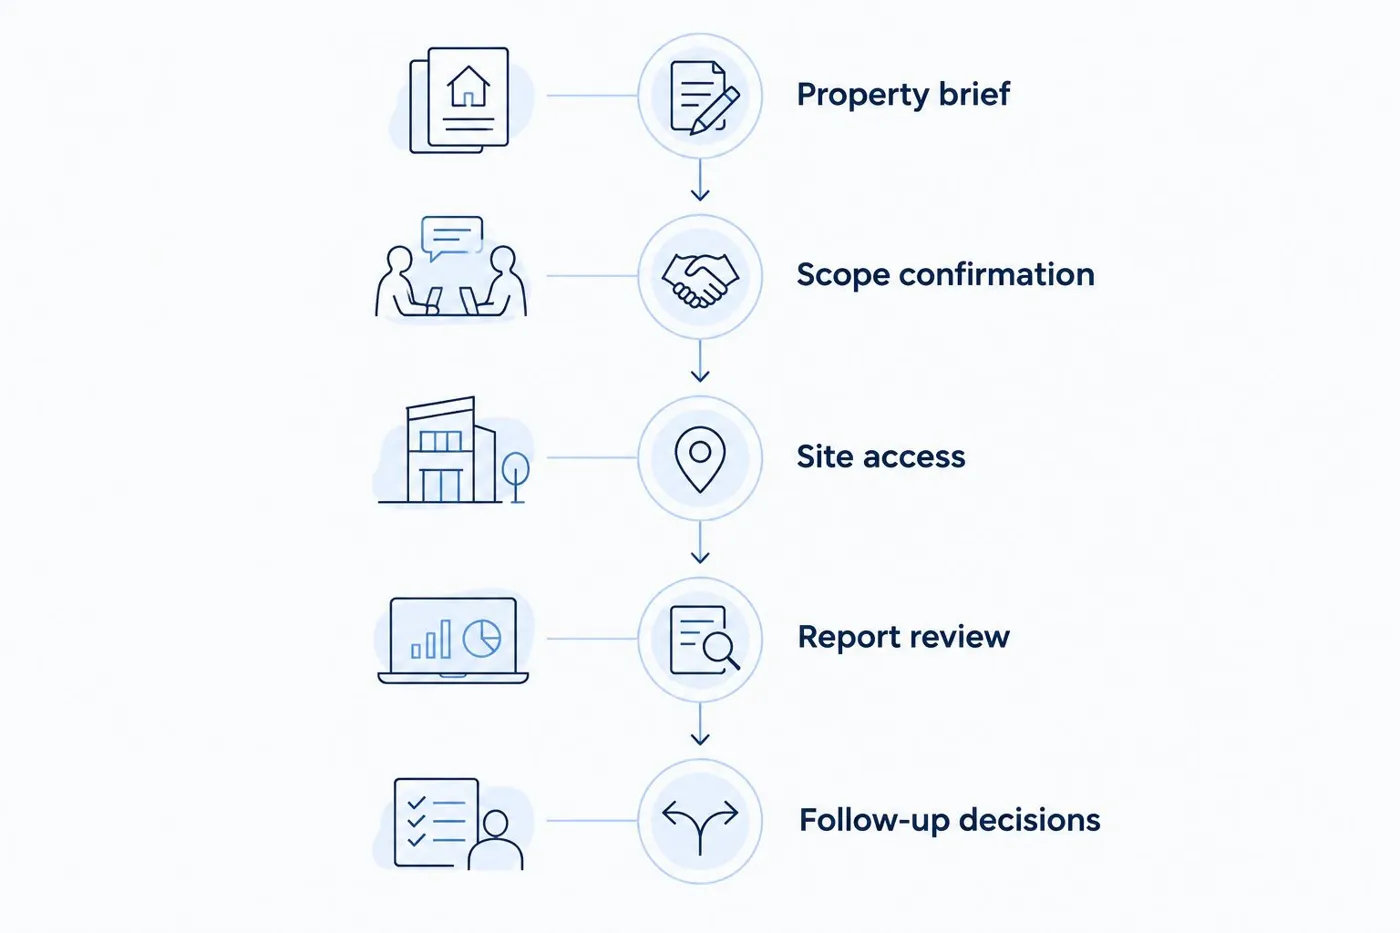 Property brief
Scope confirmation
Site access
Report review
Follow-up decisions